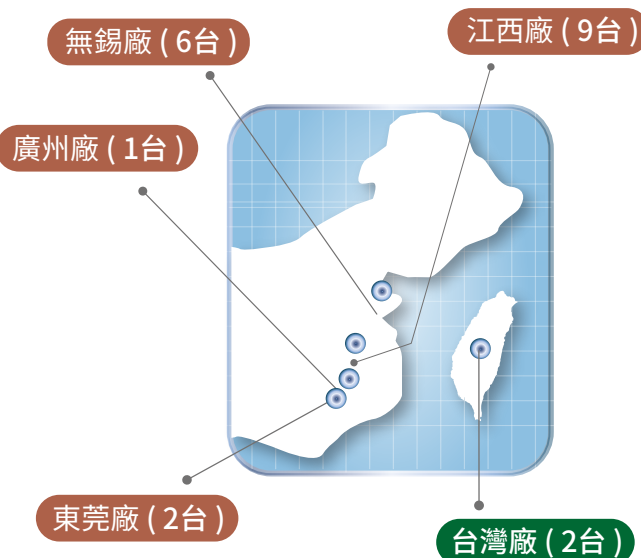 無錫廠 ( 6台 )
江西廠 ( 9台 )
廣州廠 ( 1台 )
東莞廠 ( 2台 )
台灣廠 ( 2台 )